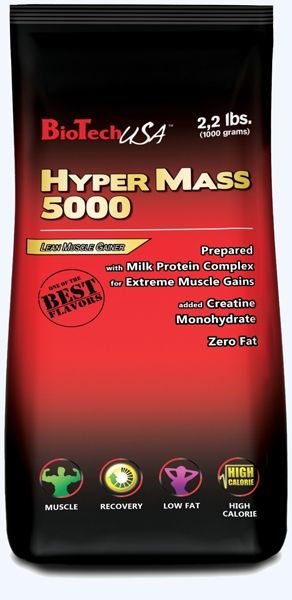 BioTech USA™
2,2 lbs.
(1000 grams)
HYPER MASS
5000
LEAN MUSCLE GAINER
Prepared
with Milk Protein Complex
for Extreme Muscle Gains
added Creatine
Monohydrate
Zero Fat
ONE OF THE
BEST
FLAVORS
MUSCLE
RECOVERY
LOW FAT
HIGH
CALORIE
HIGH
CALORIE